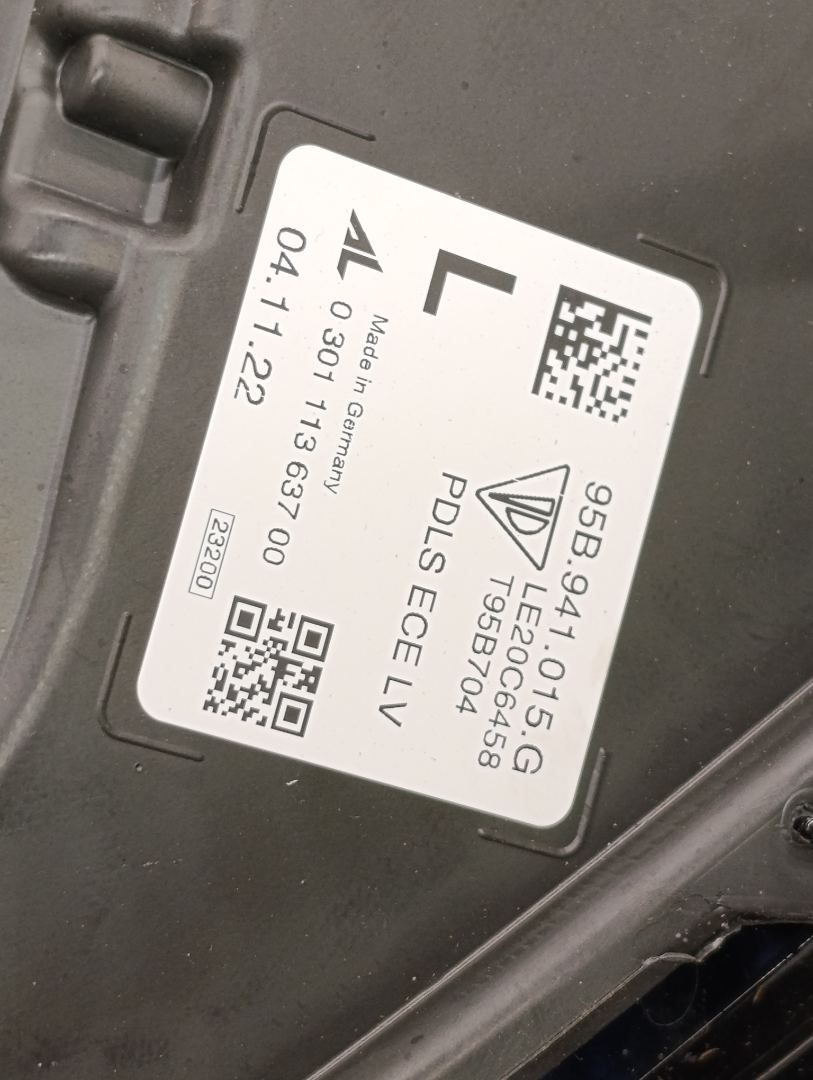 95B.941.015.G
LE20C6458
T95B704
PDLS ECE LV
L
Made in Germany
AL
0 301 113 637 00
04.11.22
23200